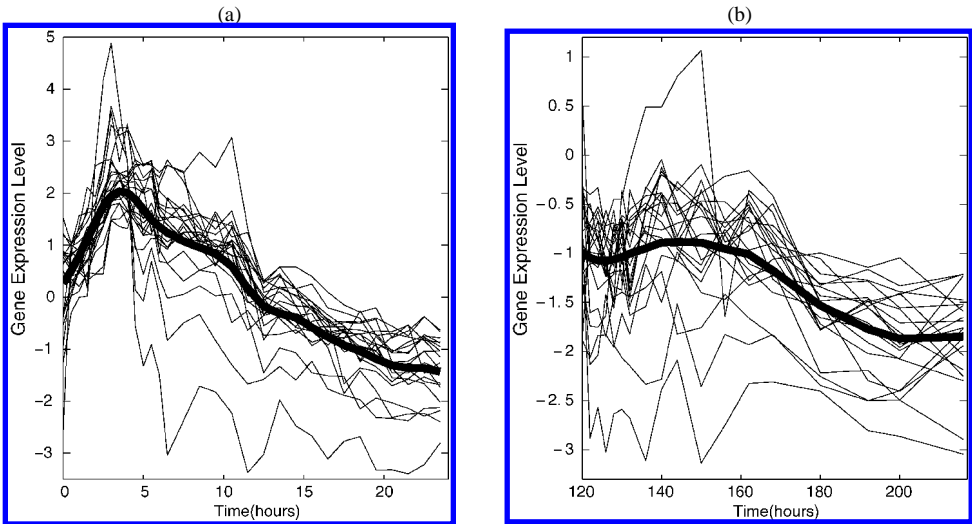 (a)
5
4
3
2
1
0
−1
−2
−3
Gene Expression Level
0 5 10 15 20
Time(hours)
(b)
1
0.5
0
−0.5
−1
−1.5
−2
−2.5
−3
Gene Expression Level
120 140 160 180 200
Time(hours)